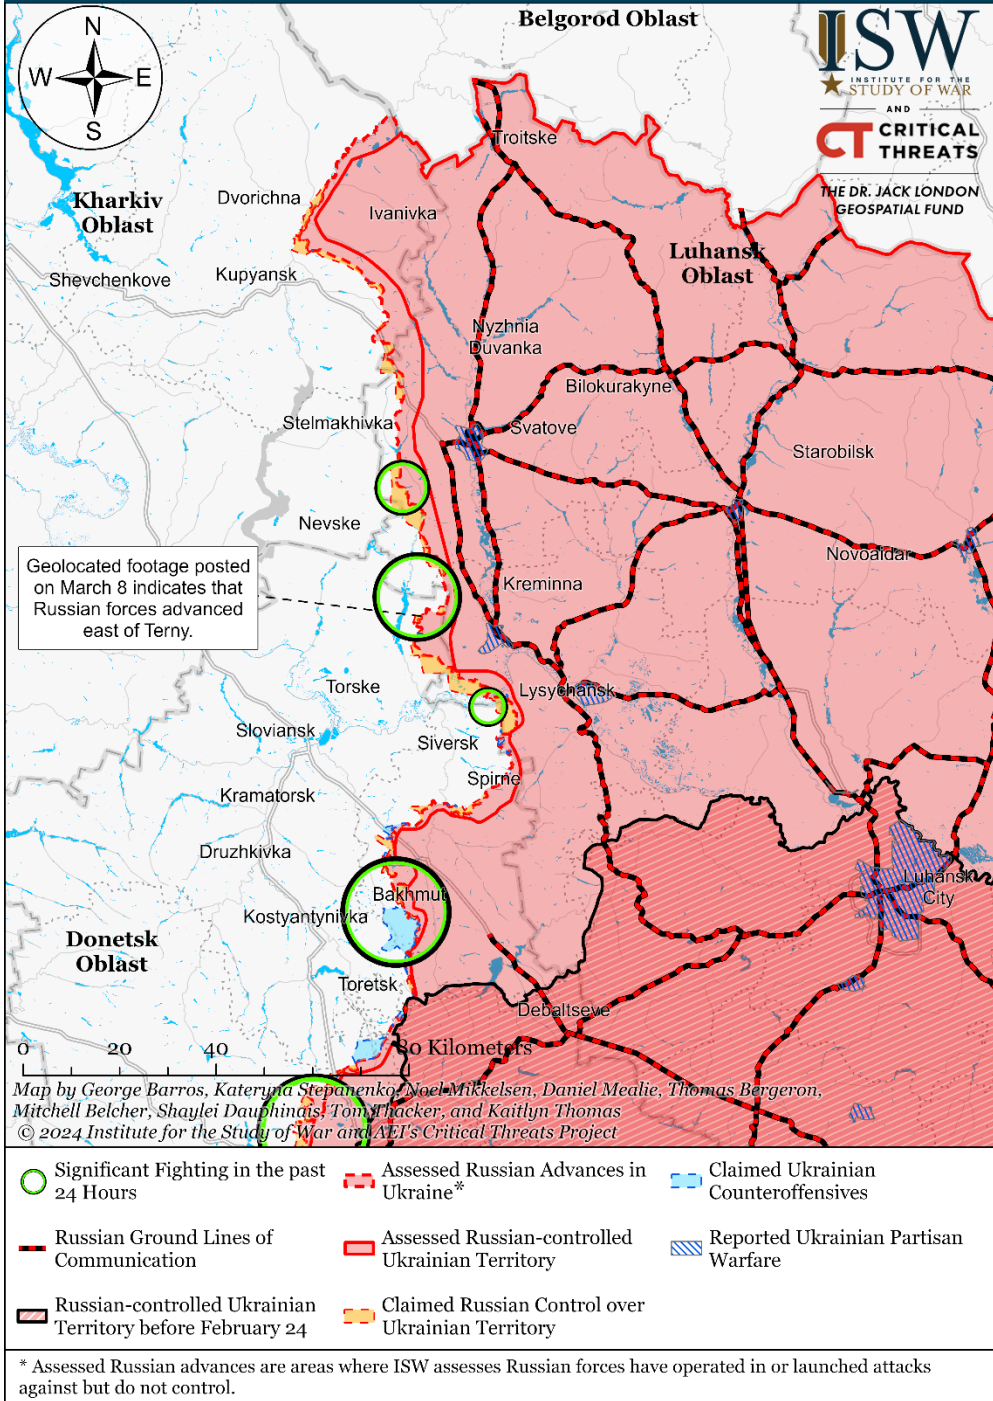 Belgorod Oblast
N
W
E
S
ISW
INSTITUTE FOR THE
STUDY OF WAR
AND
CT CRITICAL
THREATS
THE DR. JACK LONDON
GEOSPATIAL FUND
Troitske
Dvorichna
Kharkiv
Oblast
Ivanivka
Luhansk
Oblast
Shevchenkove
Kupyansk
Nyzhnia
Duvanka
Bilokurakyne
Stelmakhivka
Svatove
Starobilsk
Nevske
Novoaidar
Geolocated footage posted
on March 8 indicates that
Russian forces advanced
east of Terny.
Kreminna
Torske
Lysychansk
Sloviansk
Siversk
Spirne
Kramatorsk
Druzhkivka
Bakhmut
Luhansk
City
Kostyantynivka
Donetsk
Oblast
Toretsk
Debaltseve
0 20 40 80 Kilometers
Map by George Barros, Kateryna Stepanenko, Noel Mikkelsen, Daniel Mealie, Thomas Bergeron,
Mitchell Belcher, Shaylei Dauphinais, Tom Thacker, and Kaitlyn Thomas
© 2024 Institute for the Study of War and AEI's Critical Threats Project
Significant Fighting in the past
24 Hours
Russian Ground Lines of
Communication
Russian-controlled Ukrainian
Territory before February 24
Assessed Russian Advances in
Ukraine*
Assessed Russian-controlled
Ukrainian Territory
Claimed Russian Control over
Ukrainian Territory
Claimed Ukrainian
Counteroffensives
Reported Ukrainian Partisan
Warfare
* Assessed Russian advances are areas where ISW assesses Russian forces have operated in or launched attacks
against but do not control.